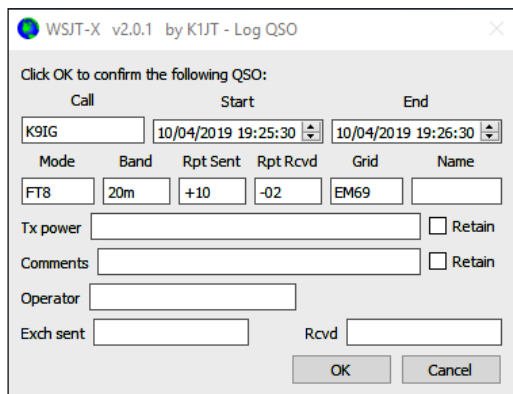 WSJT-X v2.0.1 by K1JT - Log QSO
Click OK to confirm the following QSO:
Call Start End
K9IG 10/04/2019 19:25:30 10/04/2019 19:26:30
Mode Band Rpt Sent Rpt Rcvd Grid Name
FT8 20m +10 -02 EM69
Tx power Retain
Comments Retain
Operator
Exch sent Rcvd
OK Cancel